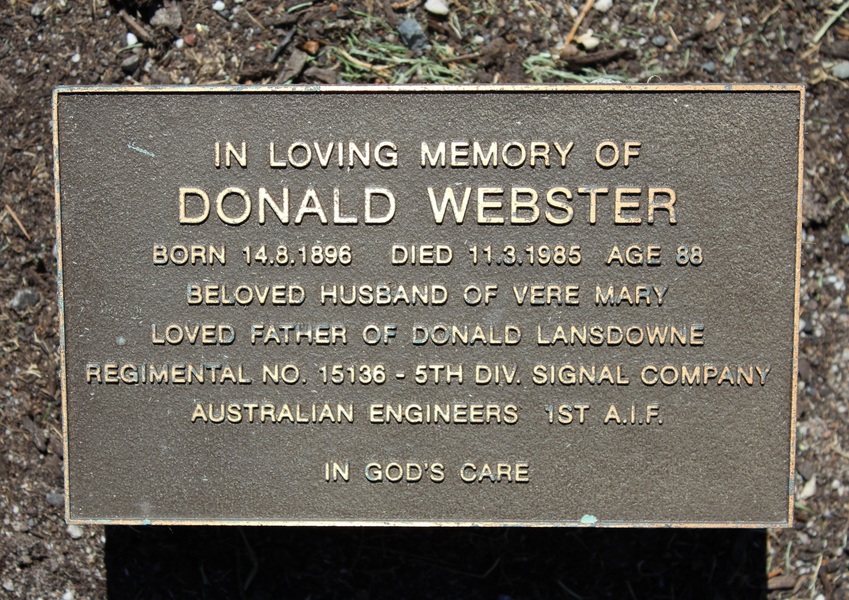 IN LOVING MEMORY OF
DONALD WEBSTER
BORN 14.8.1896 DIED 11.3.1985 AGE 88
BELOVED HUSBAND OF VERE MARY
LOVED FATHER OF DONALD LANSDOWNE
REGIMENTAL NO. 15136 - 5TH DIV. SIGNAL COMPANY
AUSTRALIAN ENGINEERS 1ST A.I.F.
IN GOD'S CARE